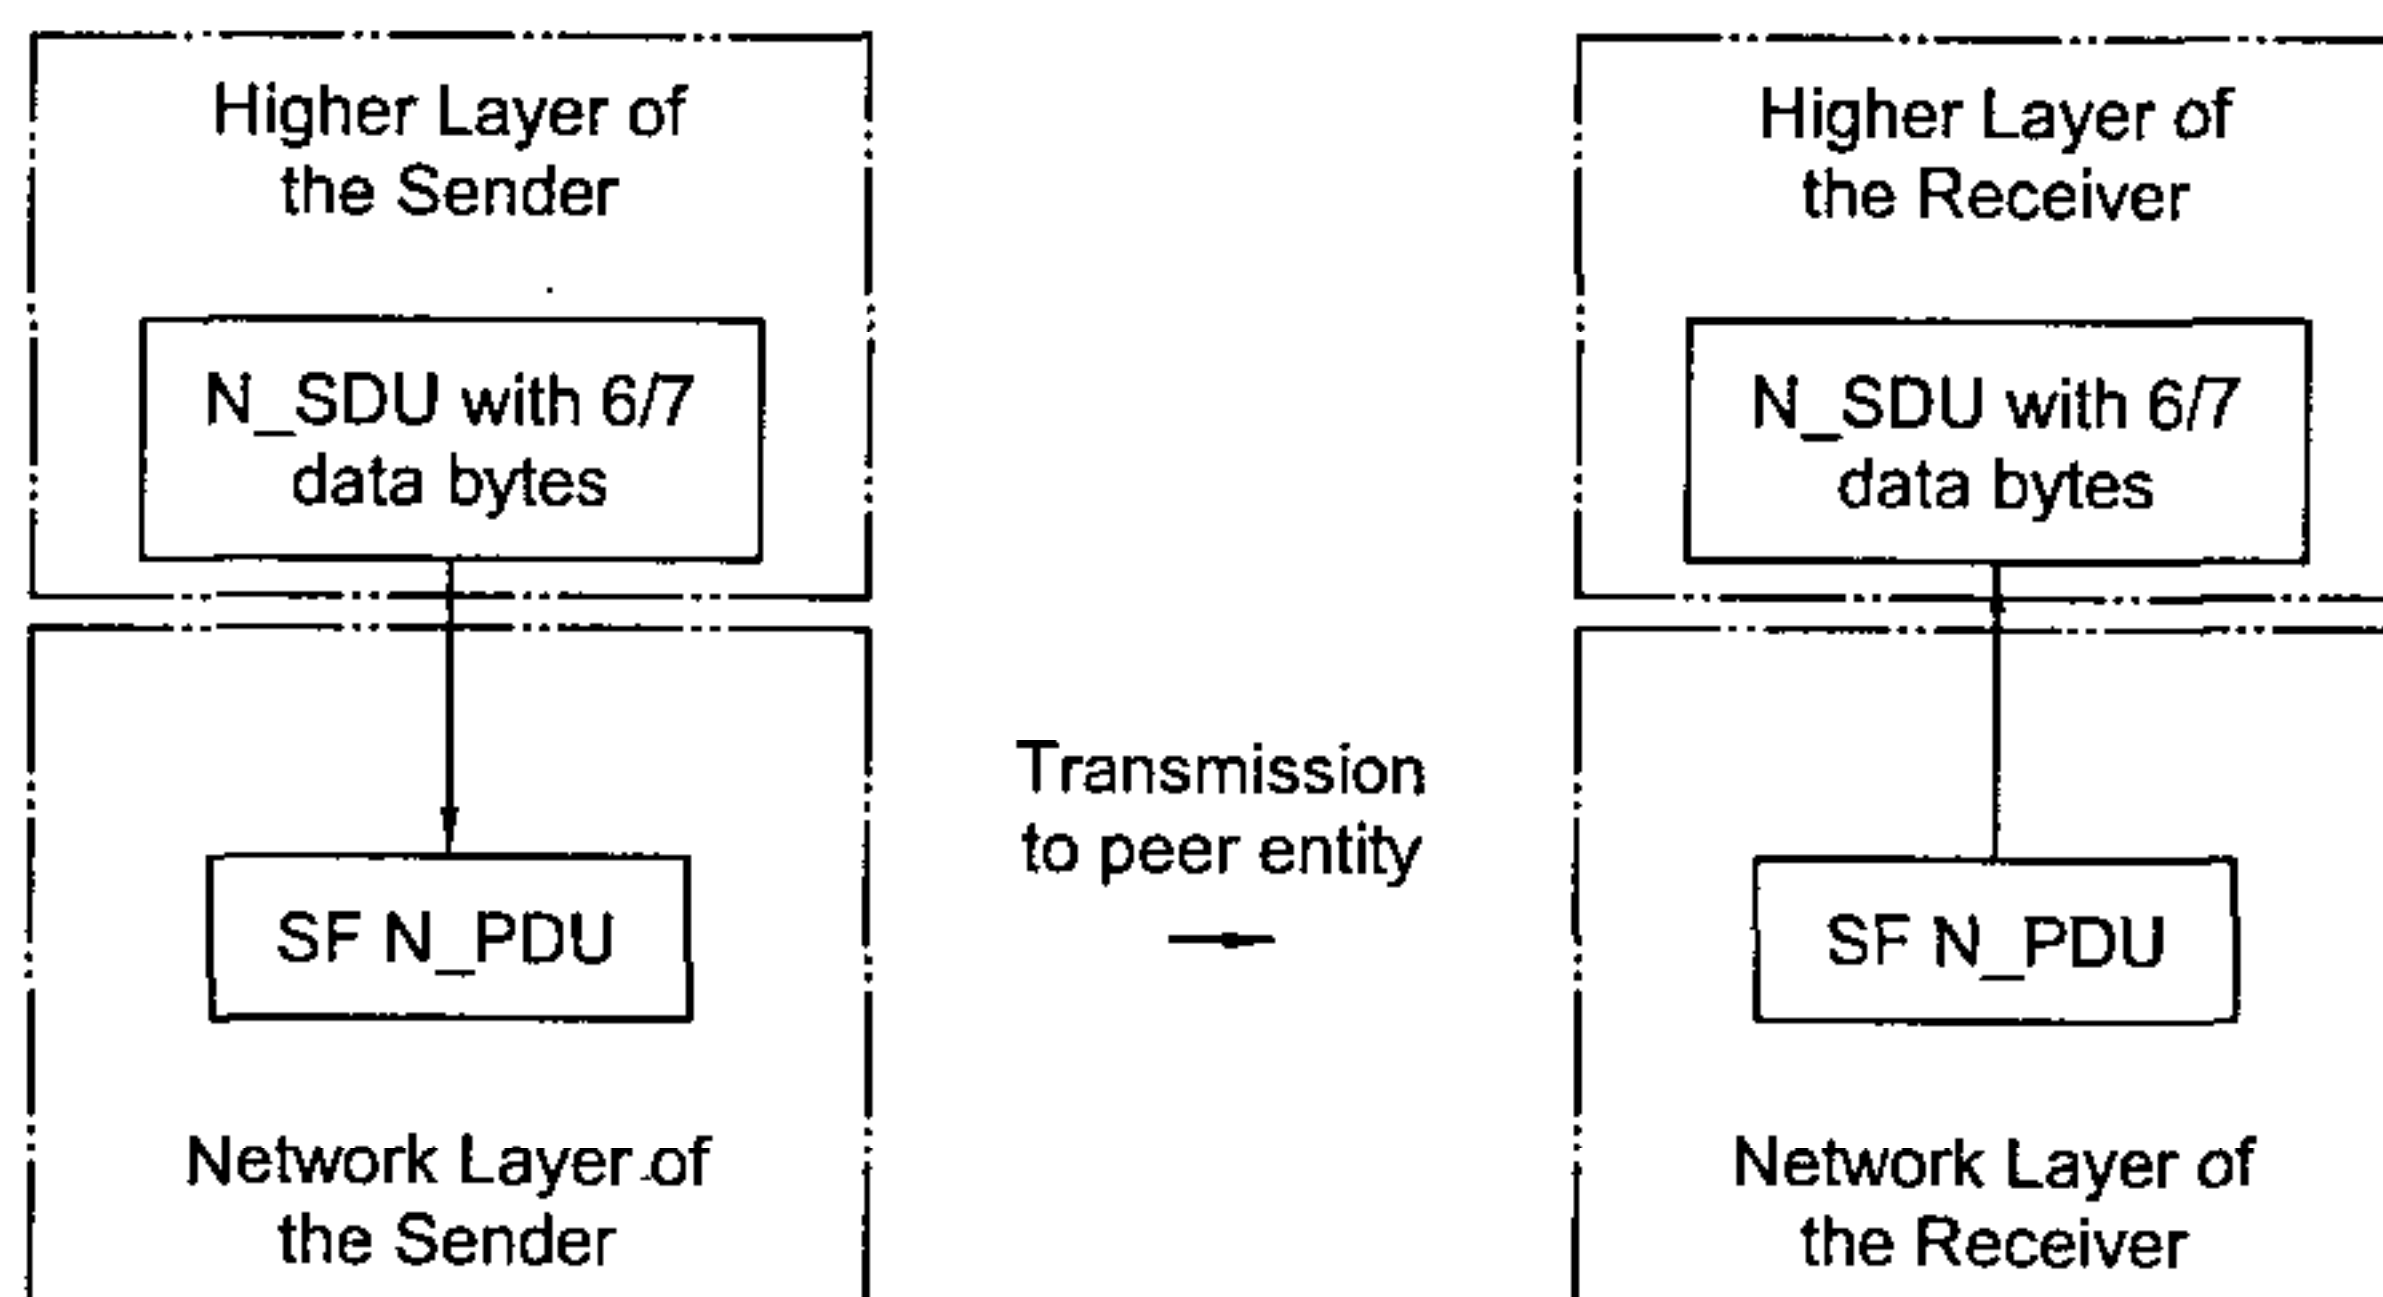 Higher Layer of
the Sender
N_SDU with 6/7
data bytes
SF N_PDU
Network Layer of
the Sender
Transmission
to peer entity
Higher Layer of
the Receiver
N_SDU with 6/7
data bytes
SF N_PDU
Network Layer of
the Receiver